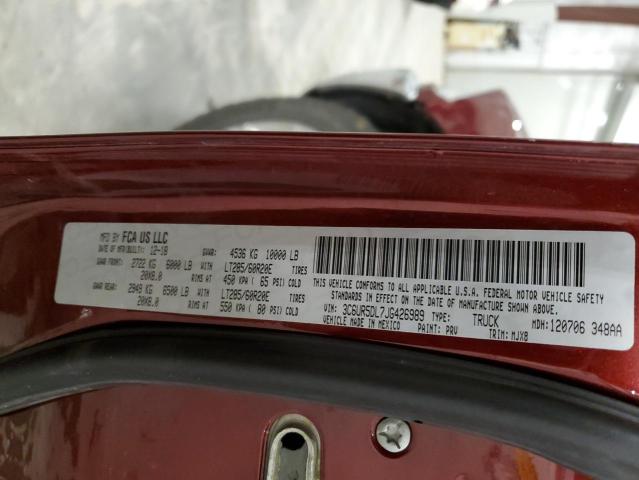 MFD BY FCA US LLC
DATE OF MFR/BUILT: 12-18 GVWR: 4536 KG 10000 LB
GAWR FRONT: 2722 KG 6000 LB WITH LT285/60R20E TIRES
20X8.0 RIMS AT 450 KPA ( 65 PSI) COLD
GAWR REAR: 2948 KG 6500 LB WITH LT285/60R20E TIRES
20X8.0 RIMS AT 550 KPA ( 80 PSI) COLD
THIS VEHICLE CONFORMS TO ALL APPLICABLE U.S.A. FEDERAL MOTOR VEHICLE SAFETY
STANDARDS IN EFFECT ON THE DATE OF MANUFACTURE SHOWN ABOVE.
VIN: 3C6UR5DL7JG426989 TYPE: TRUCK MDH: 120706 348AA
VEHICLE MADE IN MEXICO PAINT: PRV TRIM: MJX8